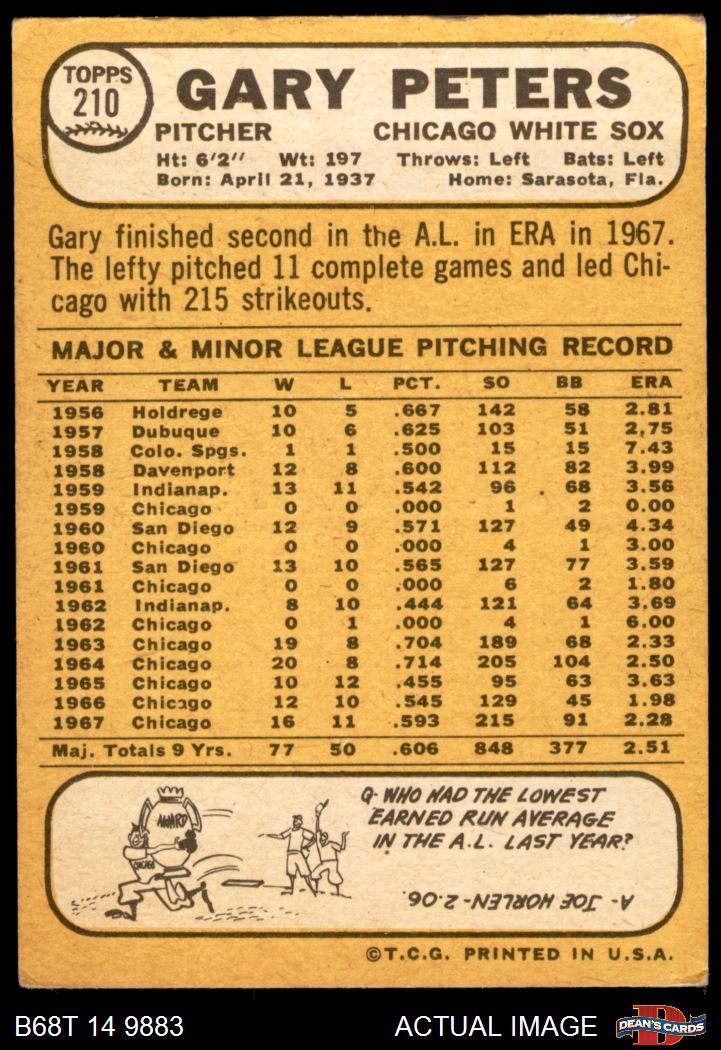 TOPPS
210
GARY PETERS
PITCHER CHICAGO WHITE SOX
Ht: 6'2" Wt: 197 Throws: Left Bats: Left
Born: April 21, 1937 Home: Sarasota, Fla.
Gary finished second in the A.L. in ERA in 1967.
The lefty pitched 11 complete games and led Chi-
cago with 215 strikeouts.
MAJOR & MINOR LEAGUE PITCHING RECORD
YEAR TEAM W L PCT. SO BB ERA
1956 Holdrege 10 5 .667 142 58 2.81
1957 Dubuque 10 6 .625 103 51 2.75
1958 Colo. Spgs. 1 1 .500 15 15 7.43
1958 Davenport 12 8 .600 112 82 3.99
1959 Indianap. 13 11 .542 96 68 3.56
1959 Chicago 0 0 .000 1 2 0.00
1960 San Diego 12 9 .571 127 49 4.34
1960 Chicago 0 0 .000 4 1 3.00
1961 San Diego 13 10 .565 127 77 3.59
1961 Chicago 0 0 .000 6 2 1.80
1962 Indianap. 8 10 .444 121 64 3.69
1962 Chicago 0 1 .000 4 1 6.00
1963 Chicago 19 8 .704 189 68 2.33
1964 Chicago 20 8 .714 205 104 2.50
1965 Chicago 10 12 .455 95 63 3.63
1966 Chicago 12 10 .545 129 45 1.98
1967 Chicago 16 11 .593 215 91 2.28
Maj. Totals 9 Yrs. 77 50 .606 848 377 2.51
AWARD
CHICAGO
Q- WHO HAD THE LOWEST
EARNED RUN AVERAGE
IN THE A.L. LAST YEAR?
A- JOE HORLEN-2.06.
©T.C.G. PRINTED IN U.S.A.
B68T 14 9883 ACTUAL IMAGE
D
DEAN'S CARDS